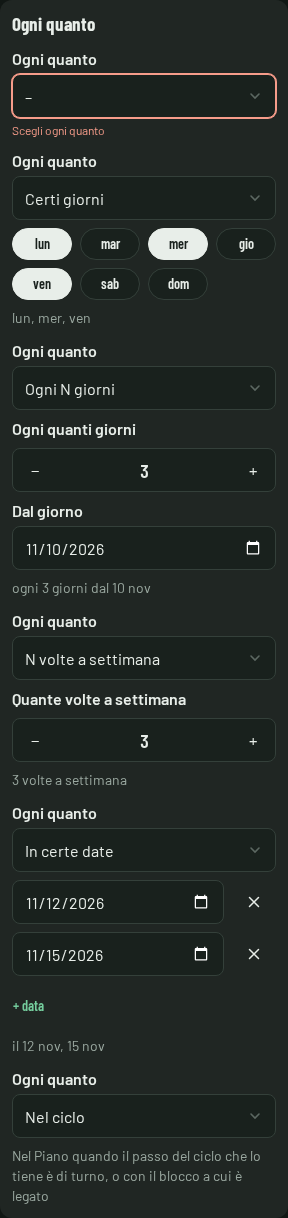 Ogni quanto
Ogni quanto
–
Scegli ogni quanto
Ogni quanto
Certi giorni
lun mar mer gio
ven sab dom
lun, mer, ven
Ogni quanto
Ogni N giorni
Ogni quanti giorni
− 3 +
Dal giorno
11/10/2026
ogni 3 giorni dal 10 nov
Ogni quanto
N volte a settimana
Quante volte a settimana
− 3 +
3 volte a settimana
Ogni quanto
In certe date
11/12/2026
11/15/2026
+ data
il 12 nov, 15 nov
Ogni quanto
Nel ciclo
Nel Piano quando il passo del ciclo che lo
tiene è di turno, o con il blocco a cui è
legato